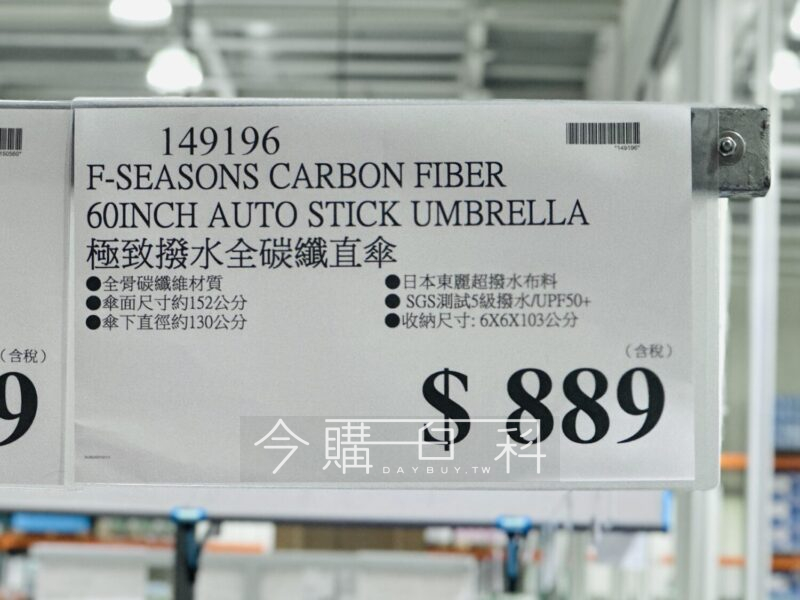 149196
"149196"
F-SEASONS CARBON FIBER
60INCH AUTO STICK UMBRELLA
極致撥水全碳纖直傘
●全骨碳纖維材質
●傘面尺寸約152公分
●傘下直徑約130公分
●日本東麗超撥水布料
●SGS測試5級撥水/UPF50+
●收納尺寸: 6X6X103公分
(含稅)
$ 889
(含稅)
9
今購百科
DAYBUY.TW